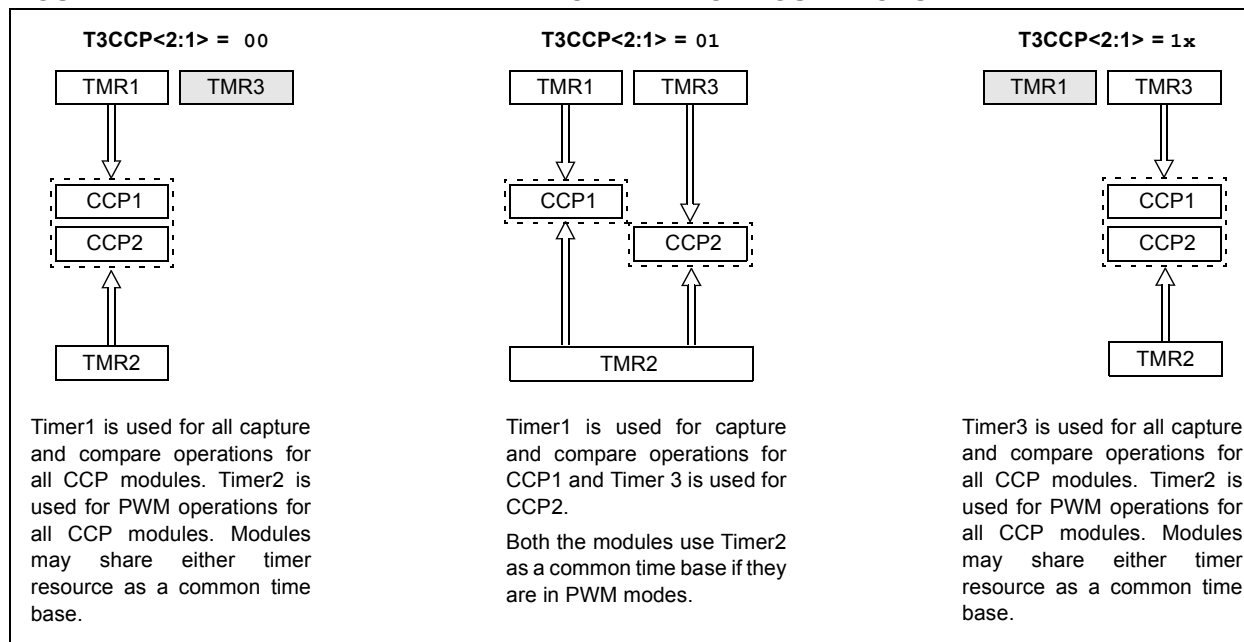 T3CCP<2:1> = 00
TMR1 TMR3
CCP1
CCP2
TMR2
Timer1 is used for all capture
and compare operations for
all CCP modules. Timer2 is
used for PWM operations for
all CCP modules. Modules
may share either timer
resource as a common time
base.
T3CCP<2:1> = 01
TMR1 TMR3
CCP1
CCP2
TMR2
Timer1 is used for capture
and compare operations for
CCP1 and Timer 3 is used for
CCP2.
Both the modules use Timer2
as a common time base if they
are in PWM modes.
T3CCP<2:1> = 1x
TMR1 TMR3
CCP1
CCP2
TMR2
Timer3 is used for all capture
and compare operations for
all CCP modules. Timer2 is
used for PWM operations for
all CCP modules. Modules
may share either timer
resource as a common time
base.